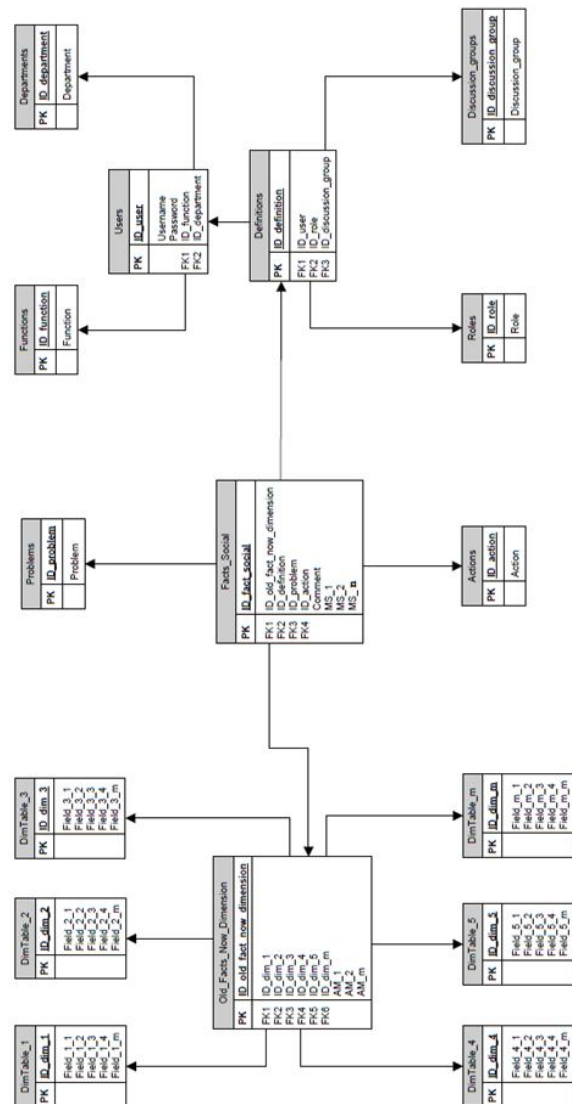 Departments
PK ID_department
Department
Users
PK ID_user
Username
Password
FK1 ID_function
FK2 ID_department
Functions
PK ID_function
Function
Definitions
PK ID_definition
FK1 ID_user
FK2 ID_role
FK3 ID_discussion_group
Discussion_groups
PK ID_discussion_group
Discussion_group
Roles
PK ID_role
Role
Problems
PK ID_problem
Problem
Facts_Social
PK ID_fact_social
FK1 ID_old_fact_now_dimension
FK2 ID_definition
FK3 ID_problem
FK4 ID_action
Comment
MS_1
MS_2
MS_n
Actions
PK ID_action
Action
DimTable_3
PK ID_dim_3
Field_3_1
Field_3_2
Field_3_3
Field_3_4
Field_3_m
DimTable_2
PK ID_dim_2
Field_2_1
Field_2_2
Field_2_3
Field_2_4
Field_2_m
DimTable_1
PK ID_dim_1
Field_1_1
Field_1_2
Field_1_3
Field_1_4
Field_1_m
Old_Facts_Now_Dimension
PK ID_old_fact_now_dimension
FK1 ID_dim_1
FK2 ID_dim_2
FK3 ID_dim_3
FK4 ID_dim_4
FK5 ID_dim_5
FK6 ID_dim_m
AM_1
AM_2
AM_m
DimTable_m
PK ID_dim_m
Field_m_1
Field_m_2
Field_m_3
Field_m_4
Field_m_m
DimTable_5
PK ID_dim_5
Field_5_1
Field_5_2
Field_5_3
Field_5_4
Field_5_m
DimTable_4
PK ID_dim_4
Field_4_1
Field_4_2
Field_4_3
Field_4_4
Field_4_m